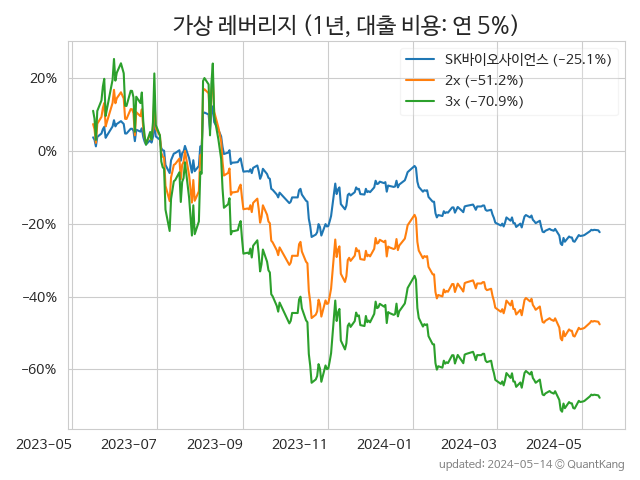 가상 레버리지 (1년, 대출 비용: 연 5%)
SK바이오사이언스 (−25.1%)
2x (−51.2%)
3x (−70.9%)
20%
0%
−20%
−40%
−60%
2023-05 2023-07 2023-09 2023-11 2024-01 2024-03 2024-05
updated: 2024-05-14 © QuantKang